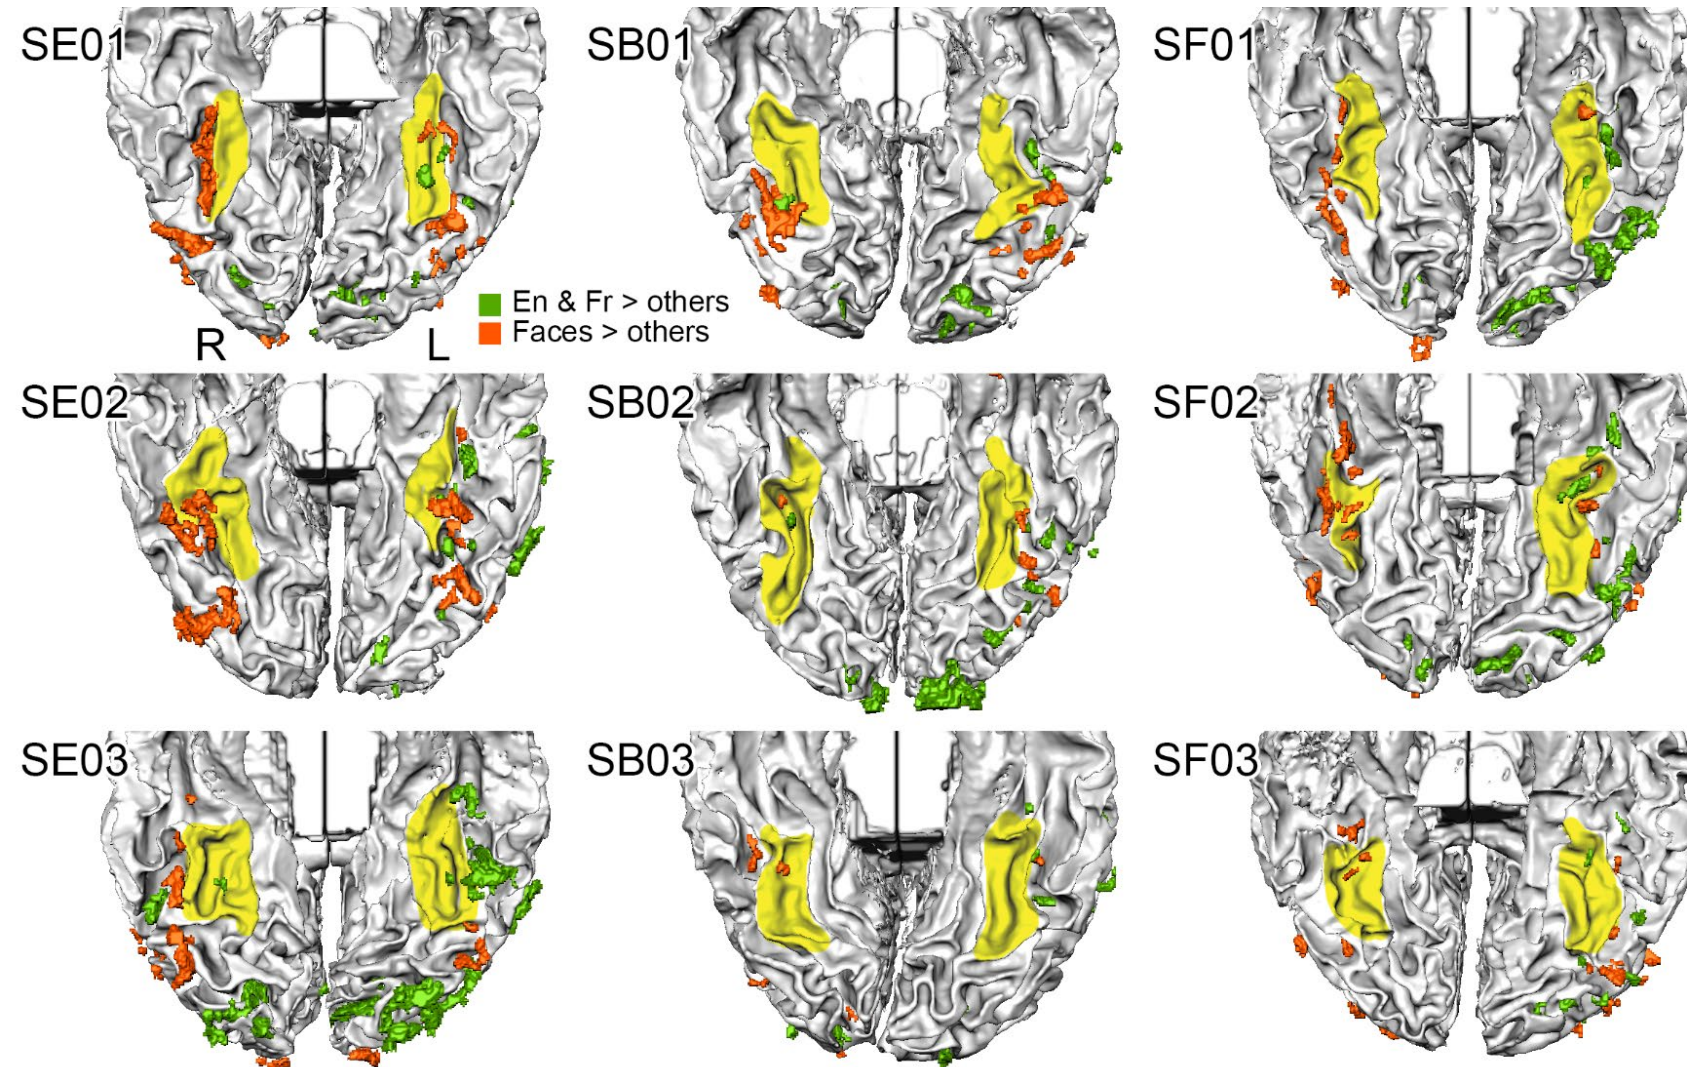 SE01
SB01
SF01
En & Fr > others
Faces > others
R
L
SE02
SB02
SF02
SE03
SB03
SF03